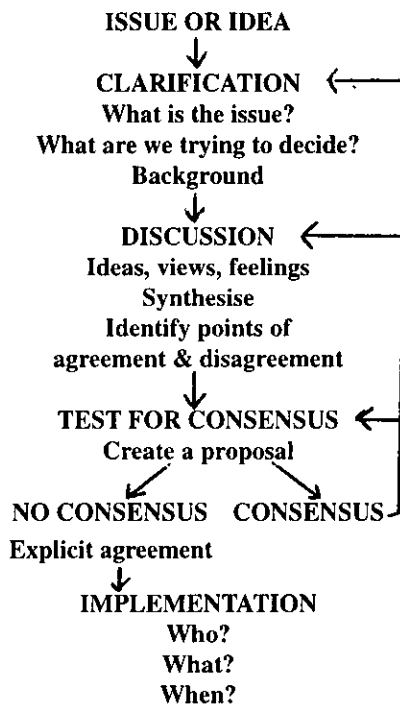 ISSUE OR IDEA
CLARIFICATION
What is the issue?
What are we trying to decide?
Background
DISCUSSION
Ideas, views, feelings
Synthesise
Identify points of
agreement & disagreement
TEST FOR CONSENSUS
Create a proposal
NO CONSENSUS CONSENSUS
Explicit agreement
IMPLEMENTATION
Who?
What?
When?